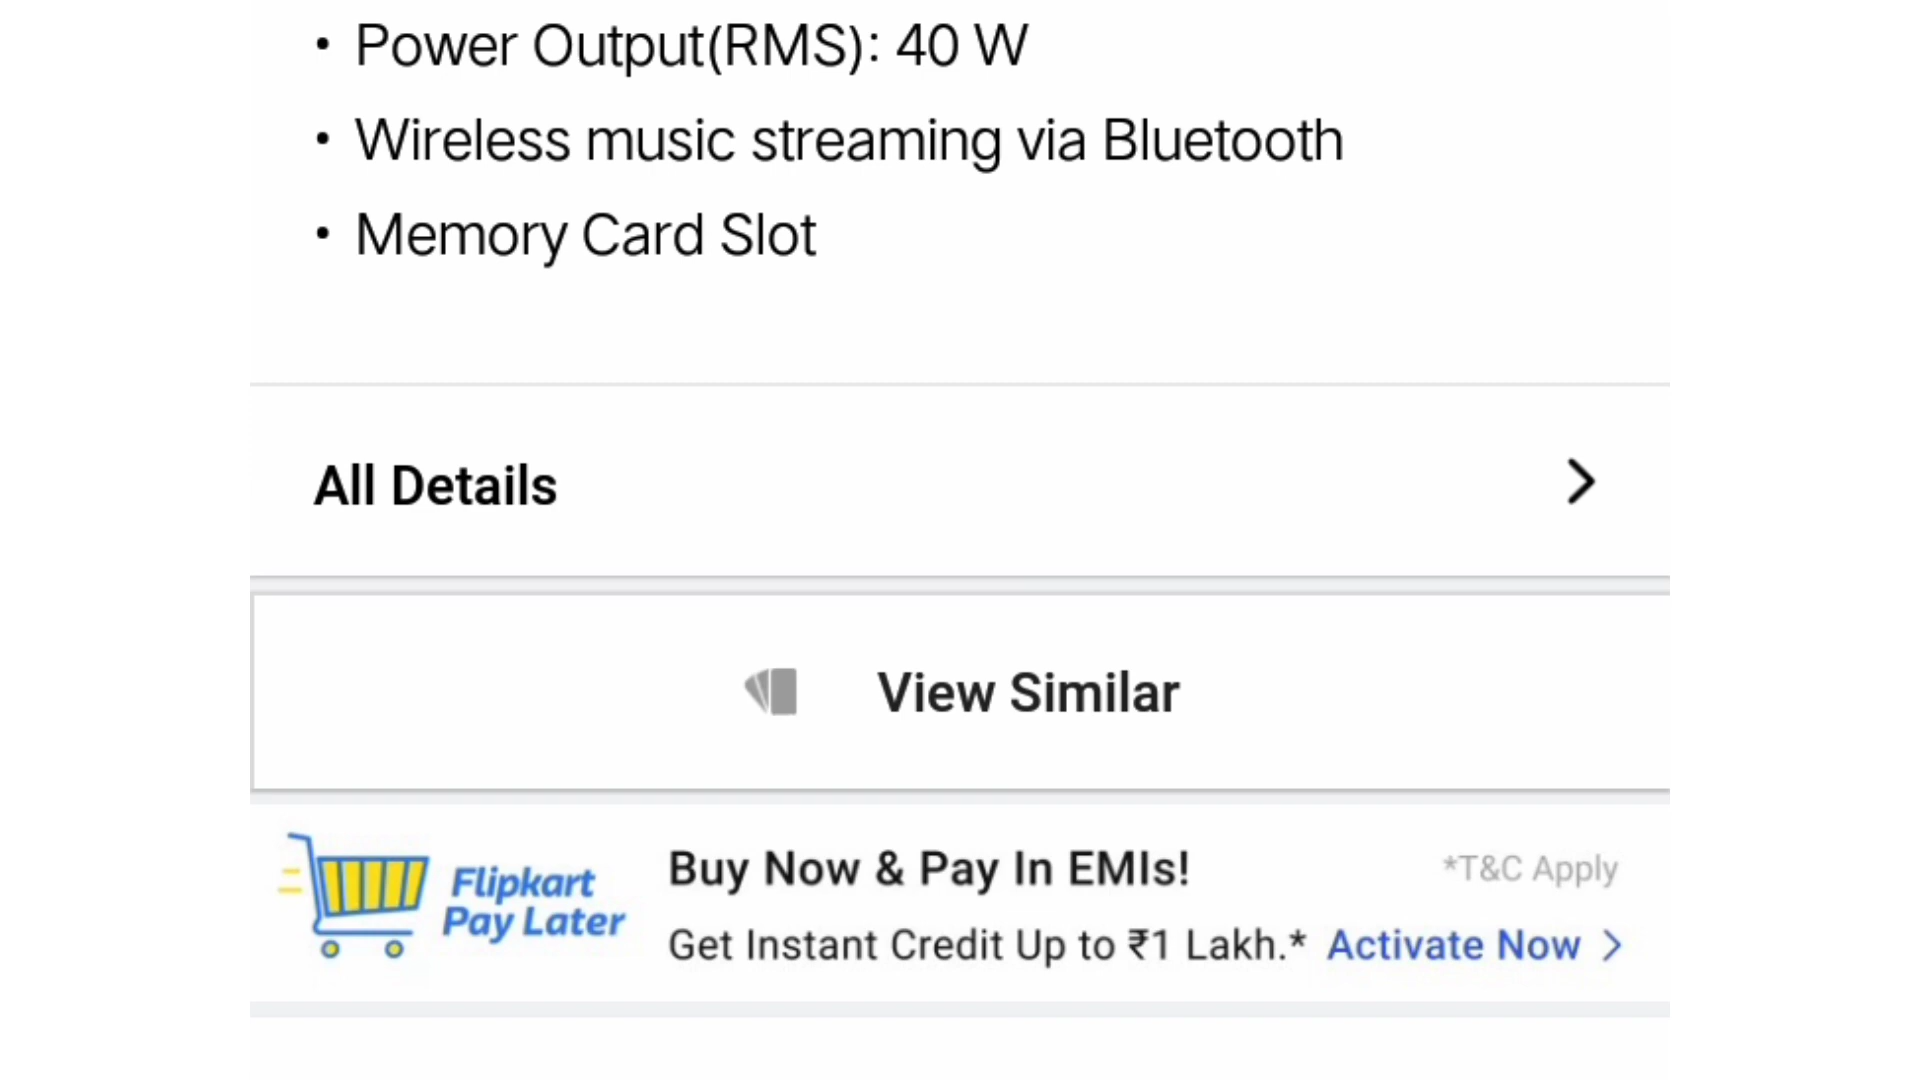 • Power Output(RMS): 40 W
• Wireless music streaming via Bluetooth
• Memory Card Slot
All Details
View Similar
Flipkart
Pay Later
Buy Now & Pay In EMIs!
*T&C Apply
Get Instant Credit Up to ₹1 Lakh.* Activate Now